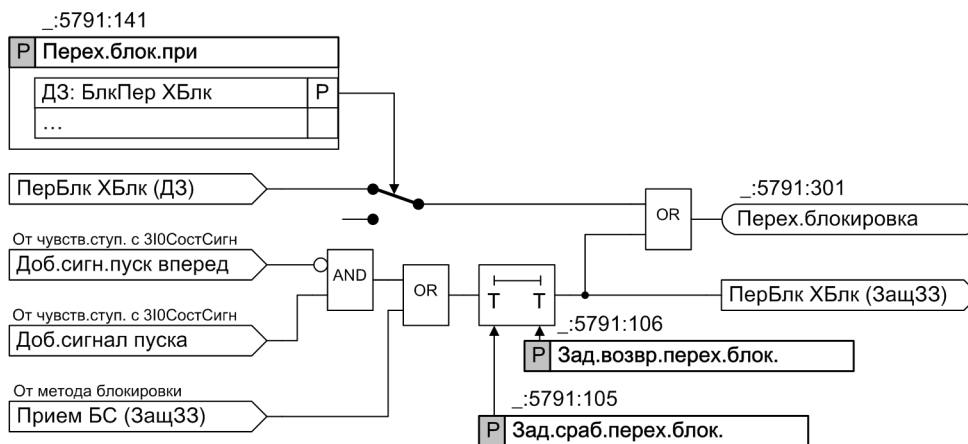 _:5791:141
P Перех.блок.при
ДЗ: БлкПер ХБлк P
...
ПерБлк ХБлк (ДЗ)
_:5791:301
OR
Перех.блокировка
От чувств.ступ. с 3I0СостСигн
Доб.сигн.пуск вперед
AND
OR
T T
ПерБлк ХБлк (ЗащЗЗ)
От чувств.ступ. с 3I0СостСигн
Доб.сигнал пуска
_:5791:106
P Зад.возвр.перех.блок.
От метода блокировки
Прием БС (ЗащЗЗ)
_:5791:105
P Зад.сраб.перех.блок.